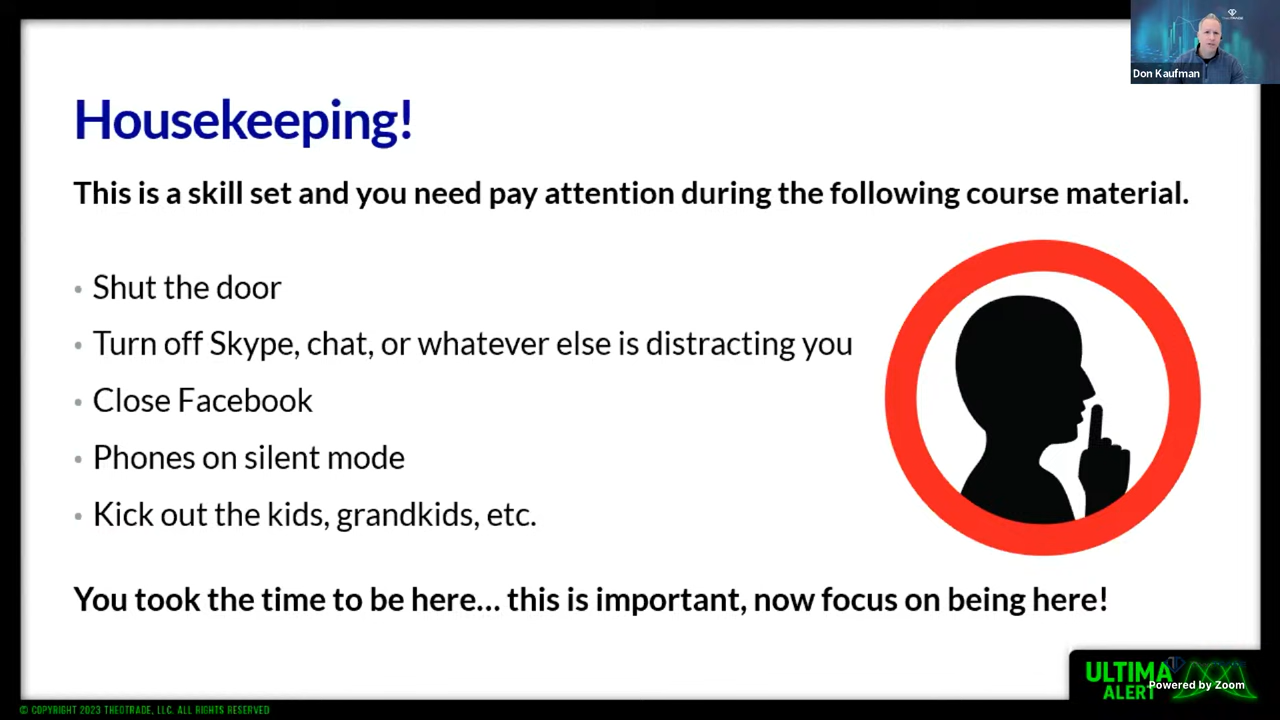 Don Kaufman
Housekeeping!
This is a skill set and you need pay attention during the following course material.
• Shut the door
• Turn off Skype, chat, or whatever else is distracting you
• Close Facebook
• Phones on silent mode
• Kick out the kids, grandkids, etc.
You took the time to be here... this is important, now focus on being here!
ULTIMA
ALERT
Powered by Zoom
© COPYRIGHT 2023 THEOTRADE, LLC. ALL RIGHTS RESERVED